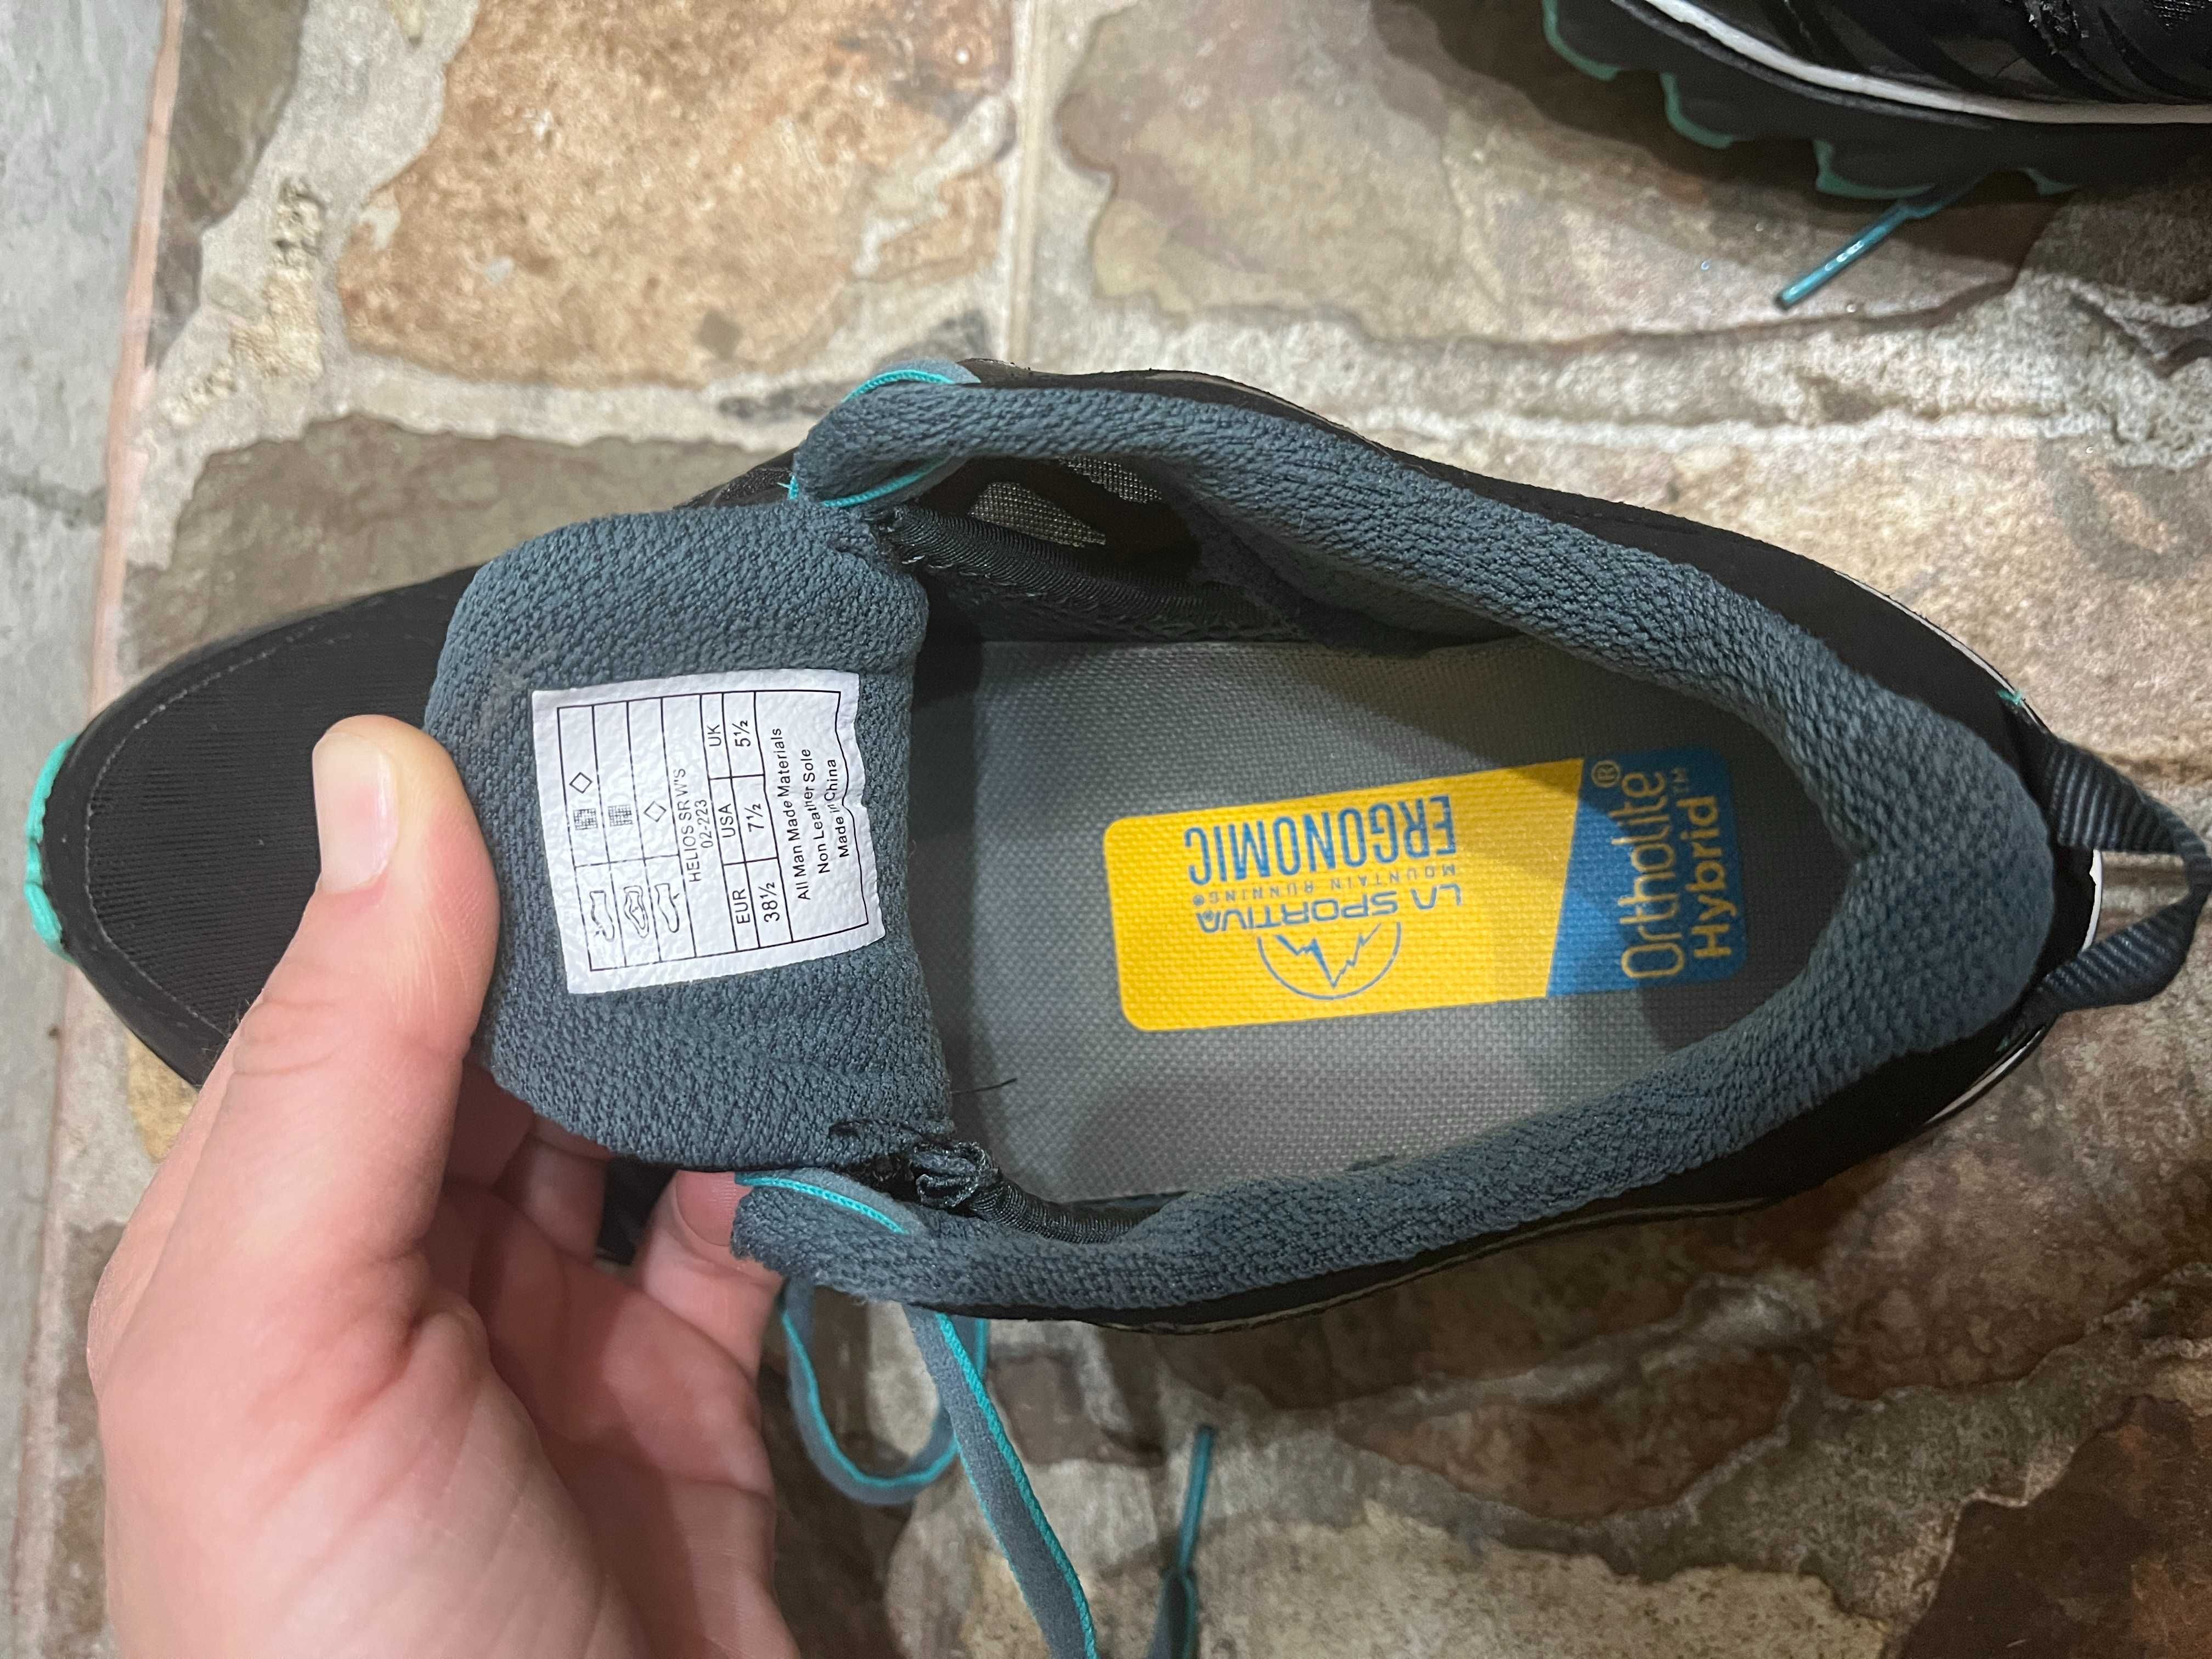 HELIOS SR W'S
02-223
EUR USA UK
38½ 7½ 5½
All Man Made Materials
Non Leather Sole
Made in China
LA SPORTIVA
MOUNTAIN RUNNING®
ERGONOMIC
OrthoLite®
Hybrid™